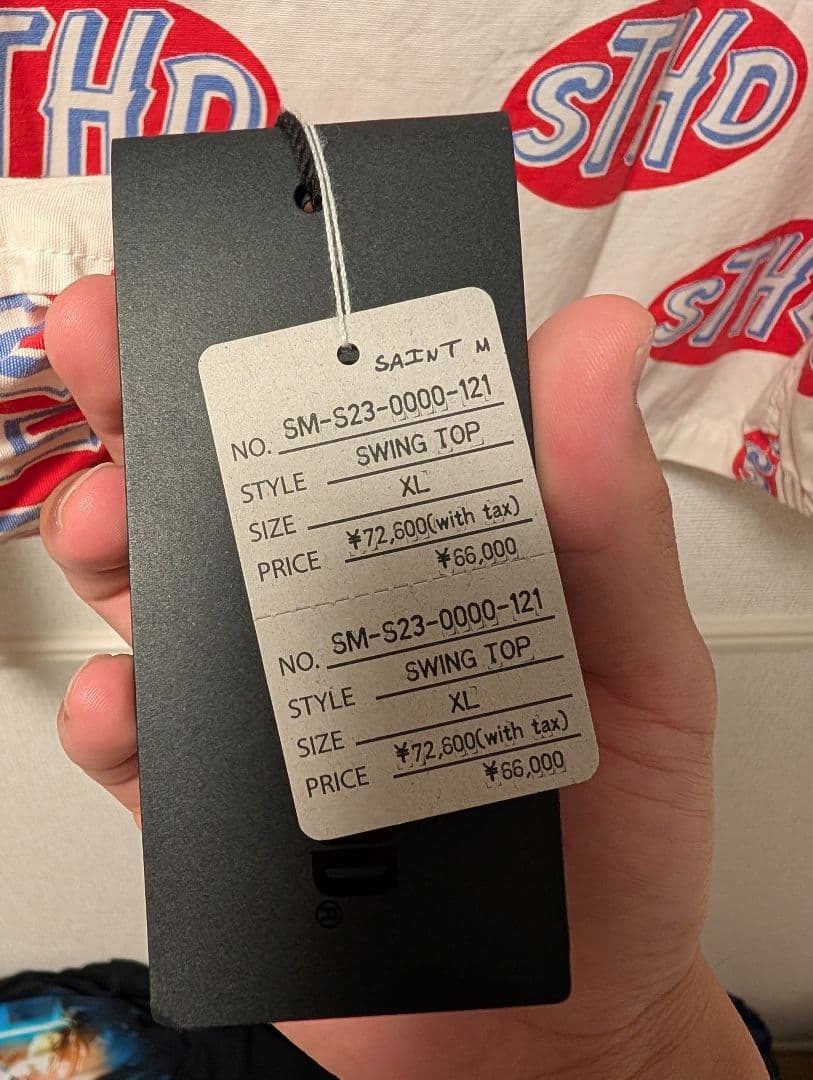 STHD
STHD
STHD
SAINT M
NO. SM-S23-0000-121
STYLE SWING TOP
SIZE XL
PRICE ¥72,600(with tax)
¥66,000
NO. SM-S23-0000-121
STYLE SWING TOP
SIZE XL
PRICE ¥72,600(with tax)
¥66,000
D®